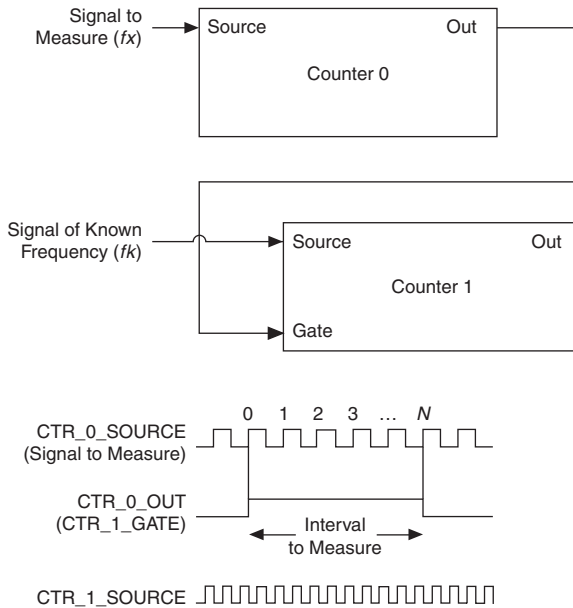 Signal to
Measure (fx)
Source
Out
Counter 0
Signal of Known
Frequency (fk)
Source
Out
Counter 1
Gate
0 1 2 3 … N
CTR_0_SOURCE
(Signal to Measure)
CTR_0_OUT
(CTR_1_GATE)
Interval
to Measure
CTR_1_SOURCE